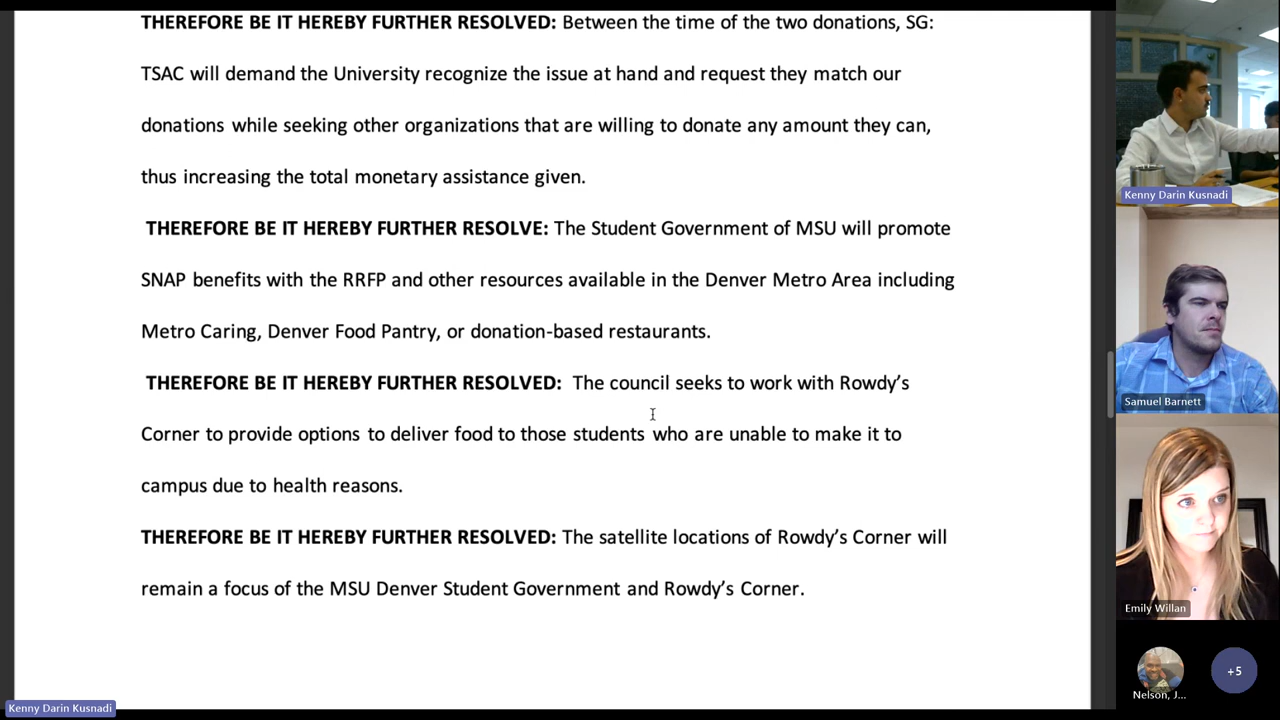 THEREFORE BE IT HEREBY FURTHER RESOLVED: Between the time of the two donations, SG:
TSAC will demand the University recognize the issue at hand and request they match our
donations while seeking other organizations that are willing to donate any amount they can,
thus increasing the total monetary assistance given.
THEREFORE BE IT HEREBY FURTHER RESOLVE: The Student Government of MSU will promote
SNAP benefits with the RRFP and other resources available in the Denver Metro Area including
Metro Caring, Denver Food Pantry, or donation-based restaurants.
THEREFORE BE IT HEREBY FURTHER RESOLVED: The council seeks to work with Rowdy’s
Corner to provide options to deliver food to those students who are unable to make it to
campus due to health reasons.
THEREFORE BE IT HEREBY FURTHER RESOLVED: The satellite locations of Rowdy’s Corner will
remain a focus of the MSU Denver Student Government and Rowdy’s Corner.
Kenny Darin Kusnadi
Kenny Darin Kusnadi
Samuel Barnett
Emily Willan
Nelson, J...
+5